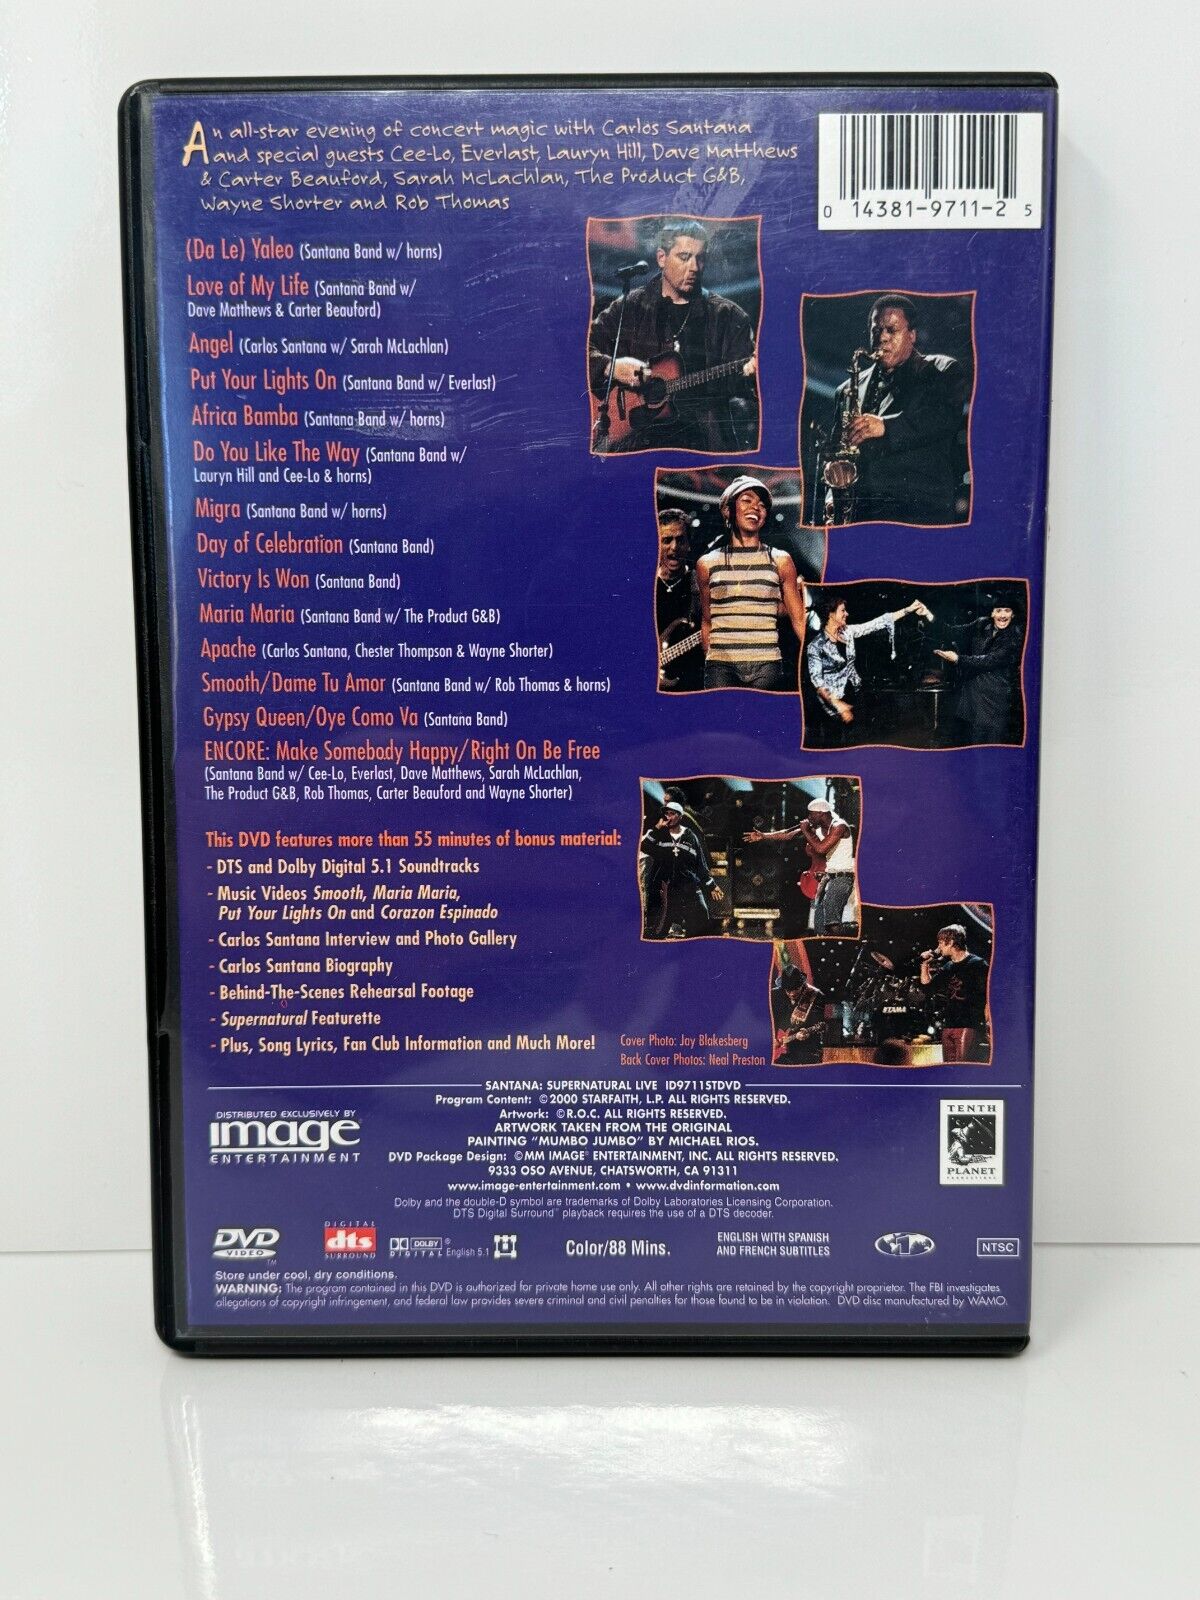 An all-star evening of concert magic with Carlos Santana
and special guests Cee-Lo, Everlast, Lauryn Hill, Dave Matthews
& Carter Beauford, Sarah McLachlan, The Product G&B,
Wayne Shorter and Rob Thomas
0 14381-9711-2 5
(Da Le) Yaleo (Santana Band w/ horns)
Love of My Life (Santana Band w/
Dave Matthews & Carter Beauford)
Angel (Carlos Santana w/ Sarah McLachlan)
Put Your Lights On (Santana Band w/ Everlast)
Africa Bamba (Santana Band w/ horns)
Do You Like The Way (Santana Band w/
Lauryn Hill and Cee-Lo & horns)
Migra (Santana Band w/ horns)
Day of Celebration (Santana Band)
Victory Is Won (Santana Band)
Maria Maria (Santana Band w/ The Product G&B)
Apache (Carlos Santana, Chester Thompson & Wayne Shorter)
Smooth/Dame Tu Amor (Santana Band w/ Rob Thomas & horns)
Gypsy Queen/Oye Como Va (Santana Band)
ENCORE: Make Somebody Happy/Right On Be Free
(Santana Band w/ Cee-Lo, Everlast, Dave Matthews, Sarah McLachlan,
The Product G&B, Rob Thomas, Carter Beauford and Wayne Shorter)
This DVD features more than 55 minutes of bonus material:
- DTS and Dolby Digital 5.1 Soundtracks
- Music Videos Smooth, Maria Maria,
Put Your Lights On and Corazon Espinado
- Carlos Santana Interview and Photo Gallery
- Carlos Santana Biography
- Behind-The-Scenes Rehearsal Footage
- Supernatural Featurette
- Plus, Song Lyrics, Fan Club Information and Much More!
TAMA
Cover Photo: Jay Blakesberg
Back Cover Photos: Neal Preston
SANTANA: SUPERNATURAL LIVE ID9711STDVD
Program Content: ©2000 STARFAITH, L.P. ALL RIGHTS RESERVED.
Artwork: ©R.O.C. ALL RIGHTS RESERVED.
ARTWORK TAKEN FROM THE ORIGINAL
PAINTING "MUMBO JUMBO" BY MICHAEL RIOS.
DVD Package Design: ©MM IMAGE® ENTERTAINMENT, INC. ALL RIGHTS RESERVED.
9333 OSO AVENUE, CHATSWORTH, CA 91311
www.image-entertainment.com • www.dvdinformation.com
Dolby and the double-D symbol are trademarks of Dolby Laboratories Licensing Corporation.
DTS Digital Surround™ playback requires the use of a DTS decoder.
DISTRIBUTED EXCLUSIVELY BY
image
ENTERTAINMENT
TENTH
PLANET
PRODUCTIONS
DVD
VIDEO
TM
DIGITAL
dts
SURROUND
DOLBY ®
DIGITAL English 5.1
Color/88 Mins.
ENGLISH WITH SPANISH
AND FRENCH SUBTITLES
1
NTSC
Store under cool, dry conditions.
WARNING: The program contained in this DVD is authorized for private home use only. All other rights are retained by the copyright proprietor. The FBI investigates
allegations of copyright infringement, and federal law provides severe criminal and civil penalties for those found to be in violation. DVD disc manufactured by WAMO.